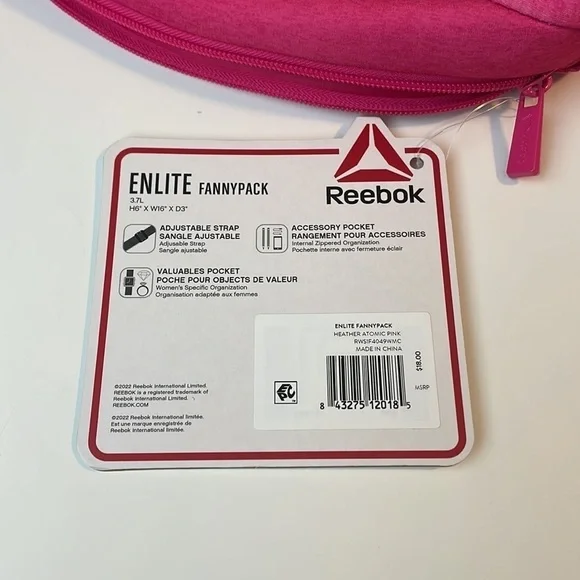 ENLITE FANNYPACK
3.7L
H6" X W16" X D3"
Reebok
ADJUSTABLE STRAP
SANGLE AJUSTABLE
Adjusable Strap
Sangle ajustable
ACCESSORY POCKET
RANGEMENT POUR ACCESSOIRES
Internal Zippered Organization
Pochette interne avec fermeture éclair
VALUABLES POCKET
POCHE POUR OBJECTS DE VALEUR
Women's Specific Organization
Organisation adaptée aux femmes
ENLITE FANNYPACK
HEATHER ATOMIC PINK
RWS1F4049WMC
MADE IN CHINA
$18.00
MSRP
8 43275 12018 5
©2022 Reebok International Limited.
REEBOK is a registered trademark of
Reebok International Limited.
REEBOK.COM
©2022 Reebok International limitée.
Est une marque enregistrée de
Reebok International limitée.